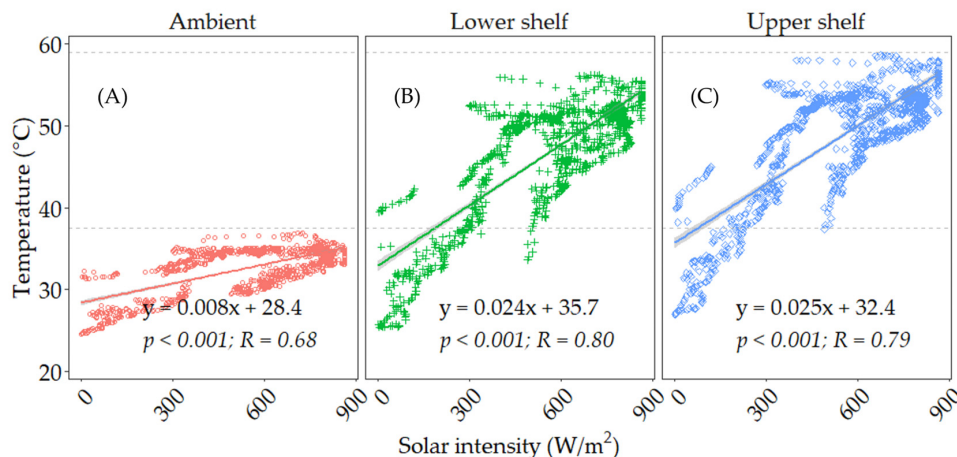 Ambient
Lower shelf
Upper shelf
Temperature (°C)
60
50
40
30
20
(A)
(B)
(C)
y = 0.008x + 28.4
p < 0.001; R = 0.68
y = 0.024x + 35.7
p < 0.001; R = 0.80
y = 0.025x + 32.4
p < 0.001; R = 0.79
0
300
600
900
0
300
600
900
0
300
600
900
Solar intensity (W/m²)